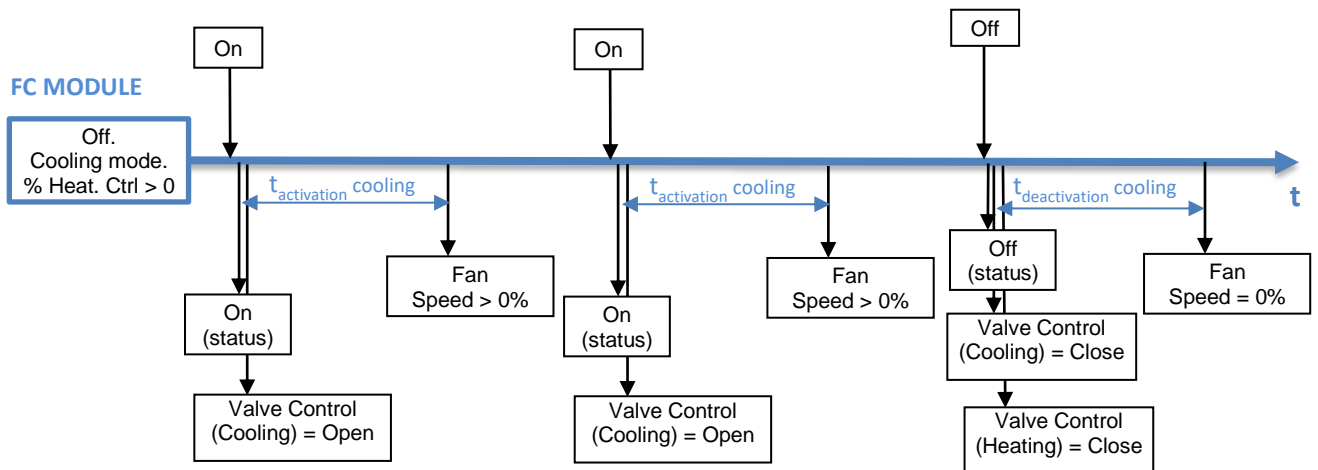 On
On
Off
FC MODULE
Off.
Cooling mode.
% Heat. Ctrl > 0
t
tactivation cooling
tactivation cooling
tdeactivation cooling
Off
(status)
Fan
Speed > 0%
Fan
Speed > 0%
Fan
Speed = 0%
On
(status)
On
(status)
Valve Control
(Cooling) = Close
Valve Control
(Cooling) = Open
Valve Control
(Cooling) = Open
Valve Control
(Heating) = Close